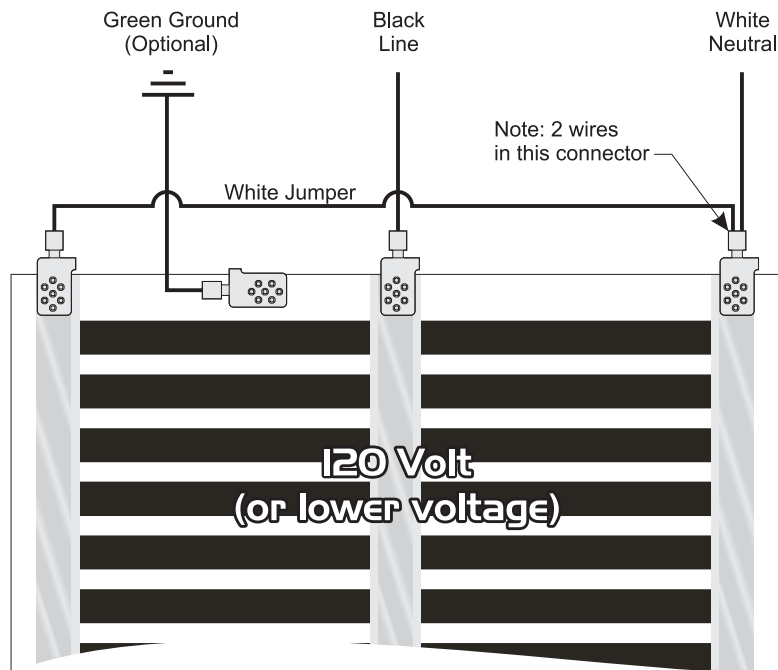 Green Ground
(Optional)
Black
Line
White
Neutral
Note: 2 wires
in this connector
White Jumper
120 Volt
(or lower voltage)